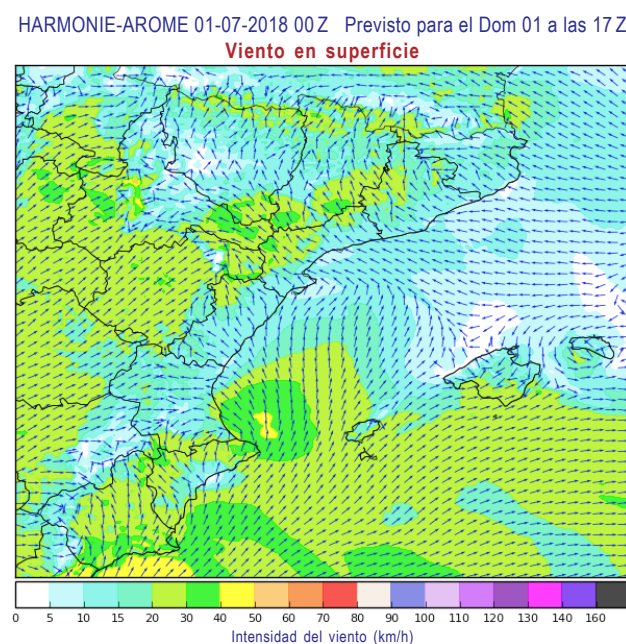 HARMONIE-AROME 01-07-2018 00 Z Previsto para el Dom 01 a las 17 Z
Viento en superficie
0 5 10 15 20 30 40 50 60 70 80 90 100 110 120 130 140 160
Intensidad del viento (km/h)